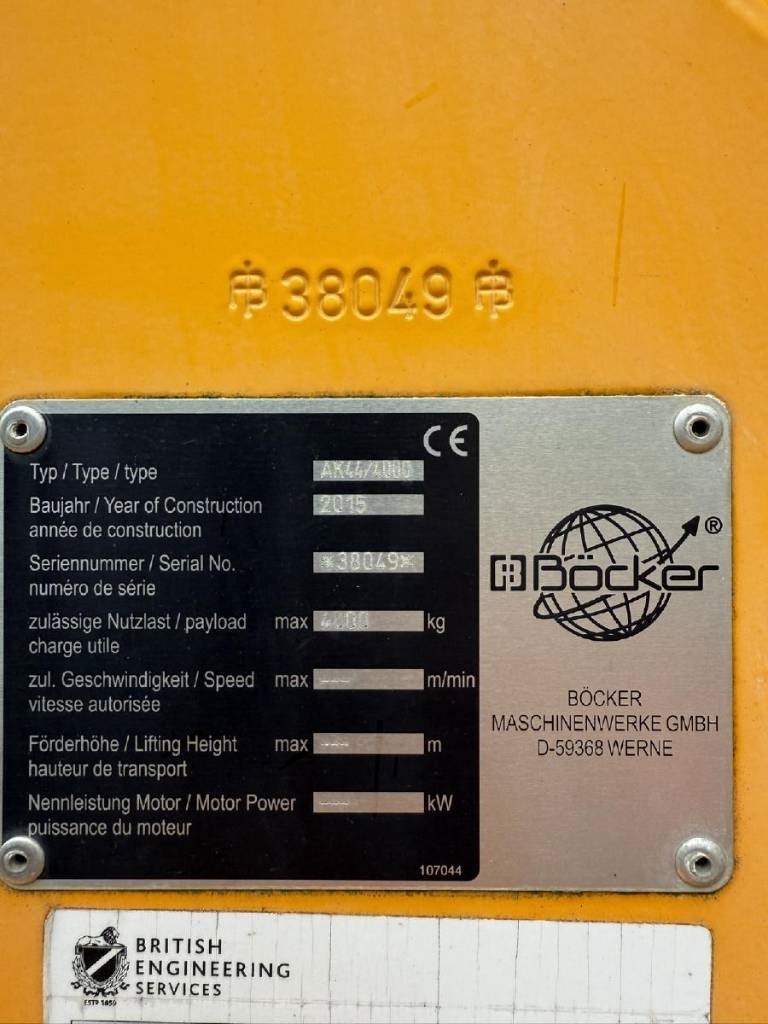 38049
CE
Typ / Type / type AK44/4000
Baujahr / Year of Construction 2015
année de construction
Seriennummer / Serial No. *38049*
numéro de série
zulässige Nutzlast / payload max 4000 kg
charge utile
zul. Geschwindigkeit / Speed max --- m/min
vitesse autorisée
Förderhöhe / Lifting Height max --- m
hauteur de transport
Nennleistung Motor / Motor Power --- kW
puissance du moteur
107044
Böcker ®
BÖCKER
MASCHINENWERKE GMBH
D-59368 WERNE
BRITISH
ENGINEERING
SERVICES
ESTD 1859